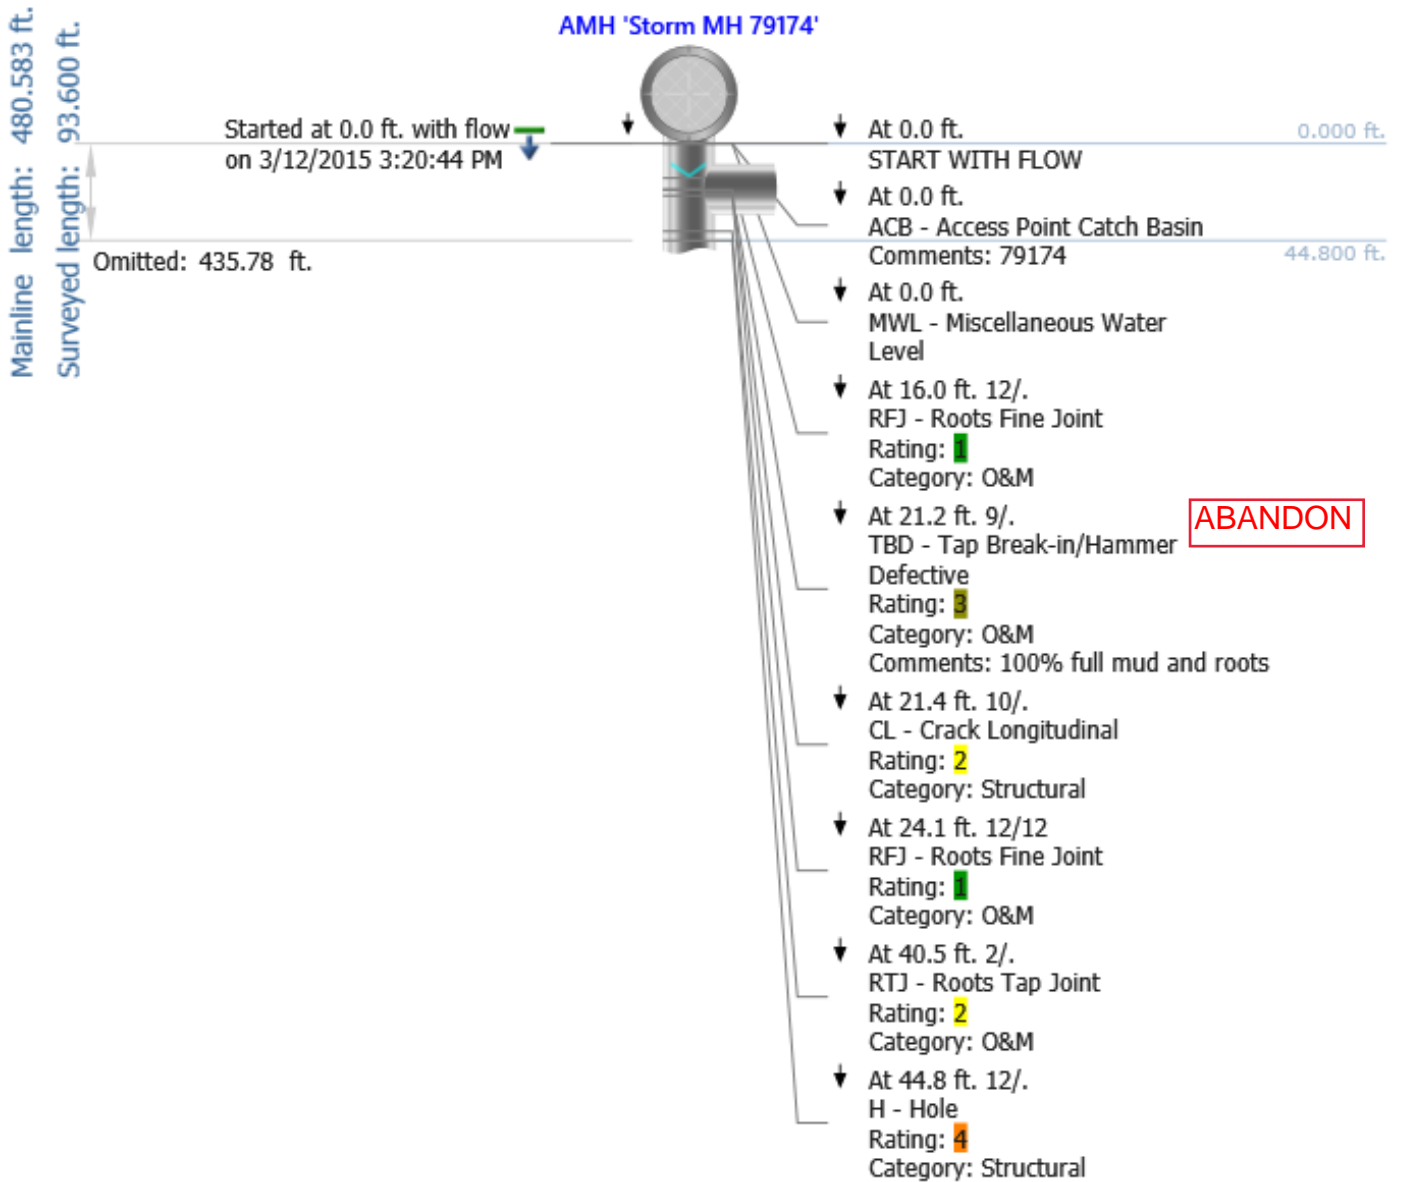 AMH 'Storm MH 79174'
Mainline length: 480.583 ft.
Surveyed length: 93.600 ft.
Started at 0.0 ft. with flow
on 3/12/2015 3:20:44 PM
Omitted: 435.78 ft.
0.000 ft.
44.800 ft.
At 0.0 ft.
START WITH FLOW
At 0.0 ft.
ACB - Access Point Catch Basin
Comments: 79174
At 0.0 ft.
MWL - Miscellaneous Water
Level
At 16.0 ft. 12/.
RFJ - Roots Fine Joint
Rating: 1
Category: O&M
At 21.2 ft. 9/.
ABANDON
TBD - Tap Break-in/Hammer
Defective
Rating: 3
Category: O&M
Comments: 100% full mud and roots
At 21.4 ft. 10/.
CL - Crack Longitudinal
Rating: 2
Category: Structural
At 24.1 ft. 12/12
RFJ - Roots Fine Joint
Rating: 1
Category: O&M
At 40.5 ft. 2/.
RTJ - Roots Tap Joint
Rating: 2
Category: O&M
At 44.8 ft. 12/.
H - Hole
Rating: 4
Category: Structural